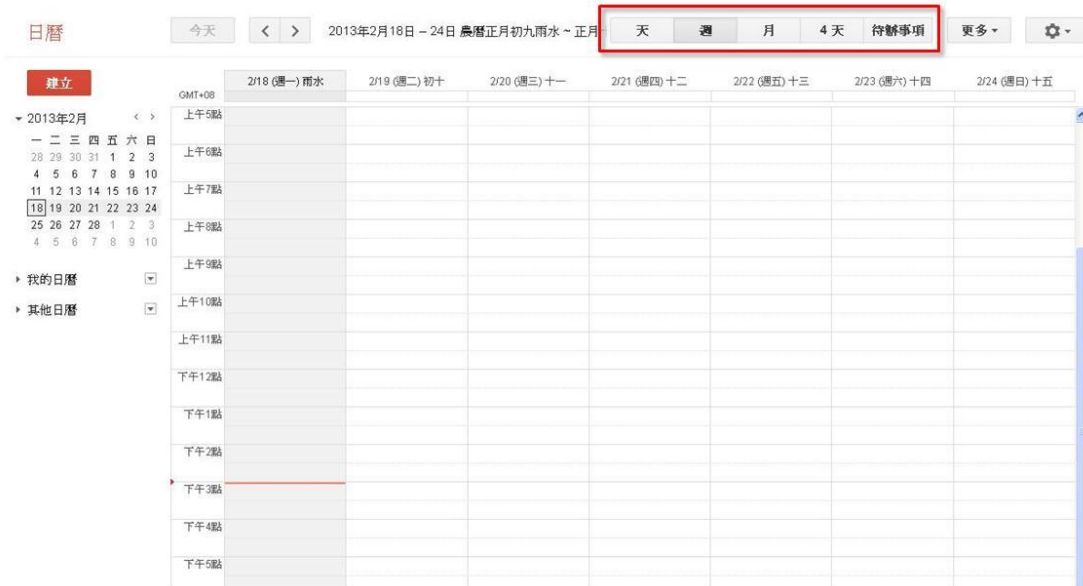 日曆
今天 < > 2013年2月18日 – 24日 農曆正月初九雨水 ~ 正月 天 週 月 4 天 待辦事項 更多
建立
2013年2月 < >
一 二 三 四 五 六 日
28 29 30 31 1 2 3
4 5 6 7 8 9 10
11 12 13 14 15 16 17
18 19 20 21 22 23 24
25 26 27 28 1 2 3
4 5 6 7 8 9 10
我的日曆
其他日曆
GMT+08 2/18 (週一) 雨水 2/19 (週二) 初十 2/20 (週三) 十一 2/21 (週四) 十二 2/22 (週五) 十三 2/23 (週六) 十四 2/24 (週日) 十五
上午5點
上午6點
上午7點
上午8點
上午9點
上午10點
上午11點
下午12點
下午1點
下午2點
下午3點
下午4點
下午5點